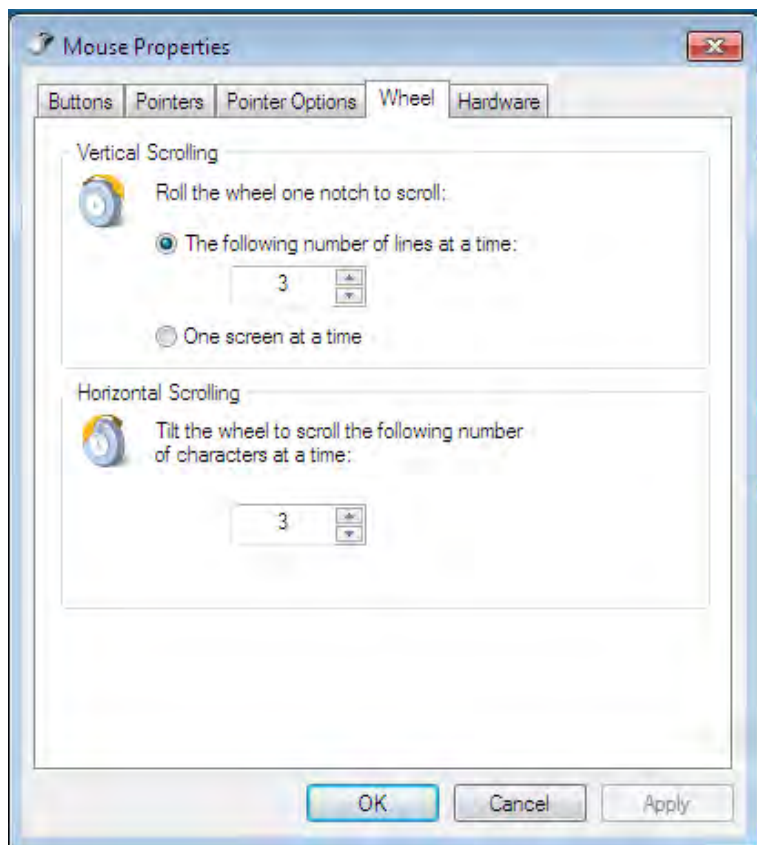 Mouse Properties
Buttons Pointers Pointer Options Wheel Hardware
Vertical Scrolling
Roll the wheel one notch to scroll:
The following number of lines at a time:
3
One screen at a time
Horizontal Scrolling
Tilt the wheel to scroll the following number
of characters at a time:
3
OK Cancel Apply